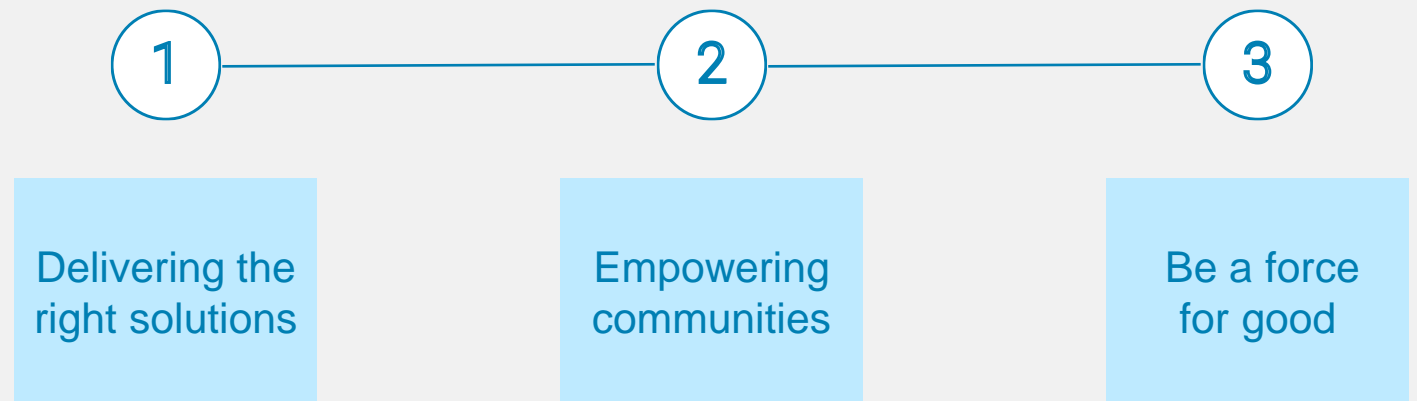 1
2
3
Delivering the
right solutions
Empowering
communities
Be a force
for good